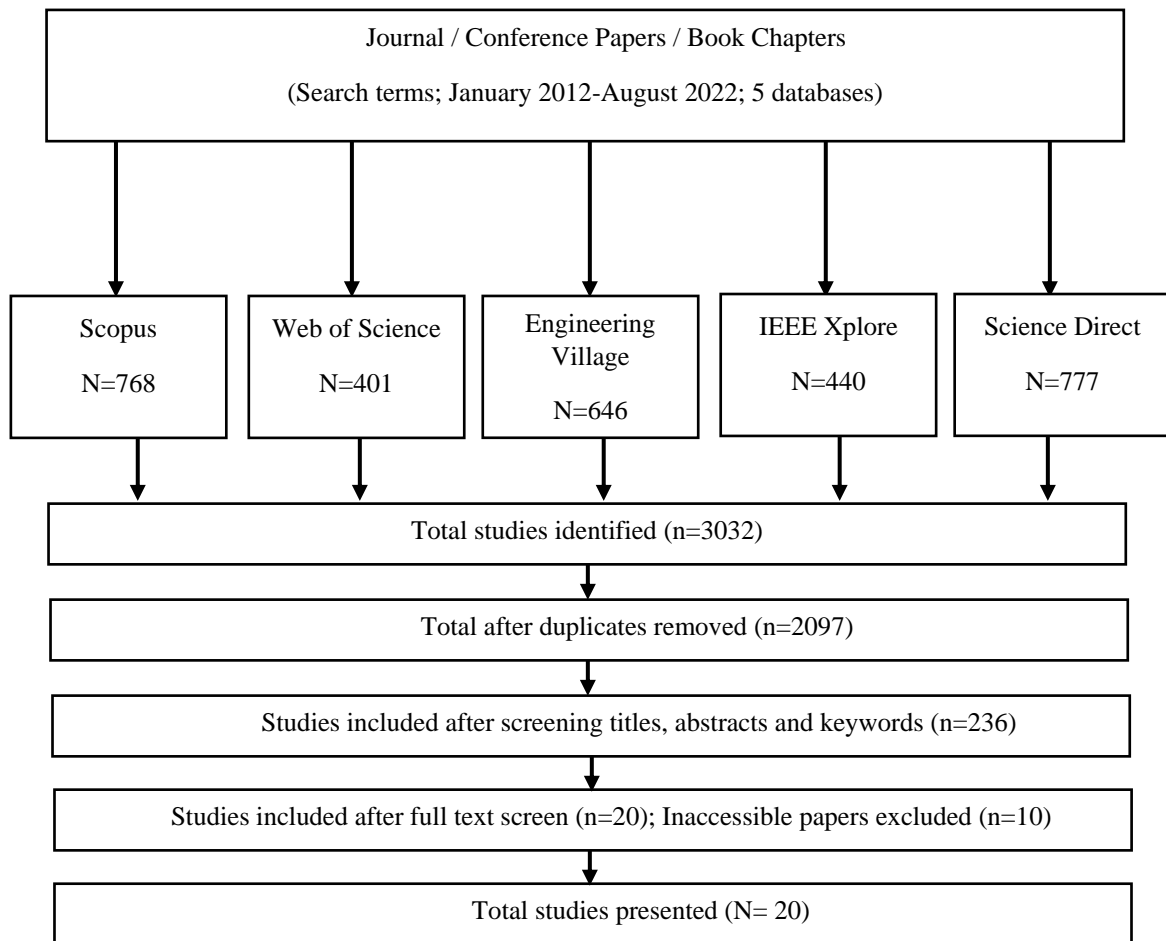 Journal / Conference Papers / Book Chapters
(Search terms; January 2012-August 2022; 5 databases)
Scopus
N=768
Web of Science
N=401
Engineering
Village
N=646
IEEE Xplore
N=440
Science Direct
N=777
Total studies identified (n=3032)
Total after duplicates removed (n=2097)
Studies included after screening titles, abstracts and keywords (n=236)
Studies included after full text screen (n=20); Inaccessible papers excluded (n=10)
Total studies presented (N= 20)